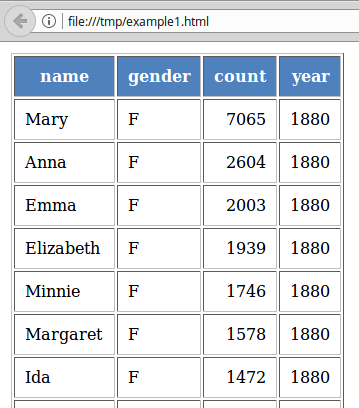 file:///tmp/example1.html
name gender count year
Mary F 7065 1880
Anna F 2604 1880
Emma F 2003 1880
Elizabeth F 1939 1880
Minnie F 1746 1880
Margaret F 1578 1880
Ida F 1472 1880